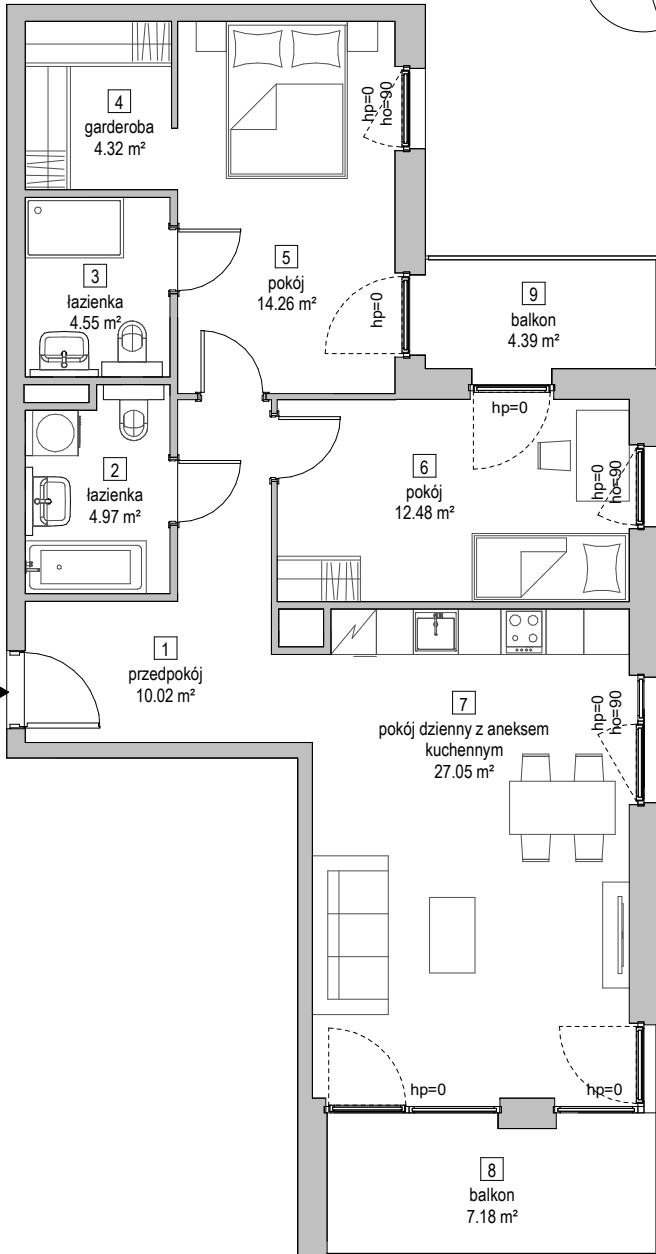 4
garderoba
4.32 m²
hp=0
ho=90
3
łazienka
4.55 m²
5
pokój
14.26 m²
hp=0
9
balkon
4.39 m²
hp=0
2
łazienka
4.97 m²
6
pokój
12.48 m²
hp=0
ho=90
1
przedpokój
10.02 m²
7
pokój dzienny z aneksem
kuchennym
27.05 m²
hp=0
ho=90
hp=0
hp=0
8
balkon
7.18 m²